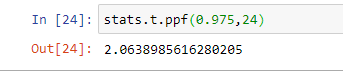 In [24]: stats.t.ppf(0.975,24)
Out[24]: 2.0638985616280205